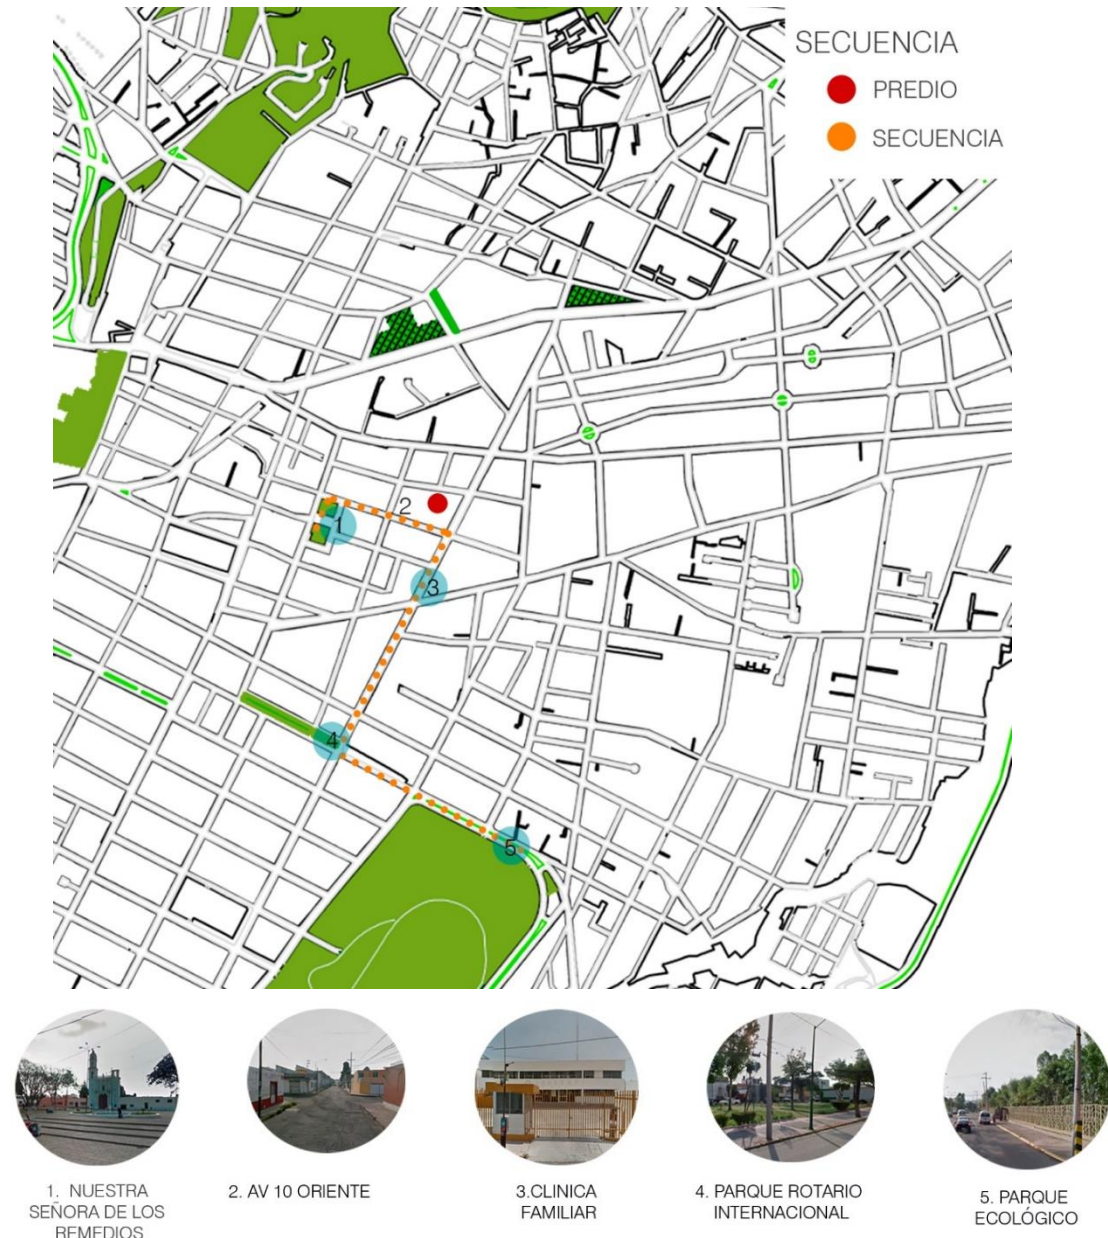 SECUENCIA
PREDIO
SECUENCIA
2
1
3
4
5
1. NUESTRA
SEÑORA DE LOS
REMEDIOS
2. AV 10 ORIENTE
3.CLINICA
FAMILIAR
4. PARQUE ROTARIO
INTERNACIONAL
5. PARQUE
ECOLÓGICO